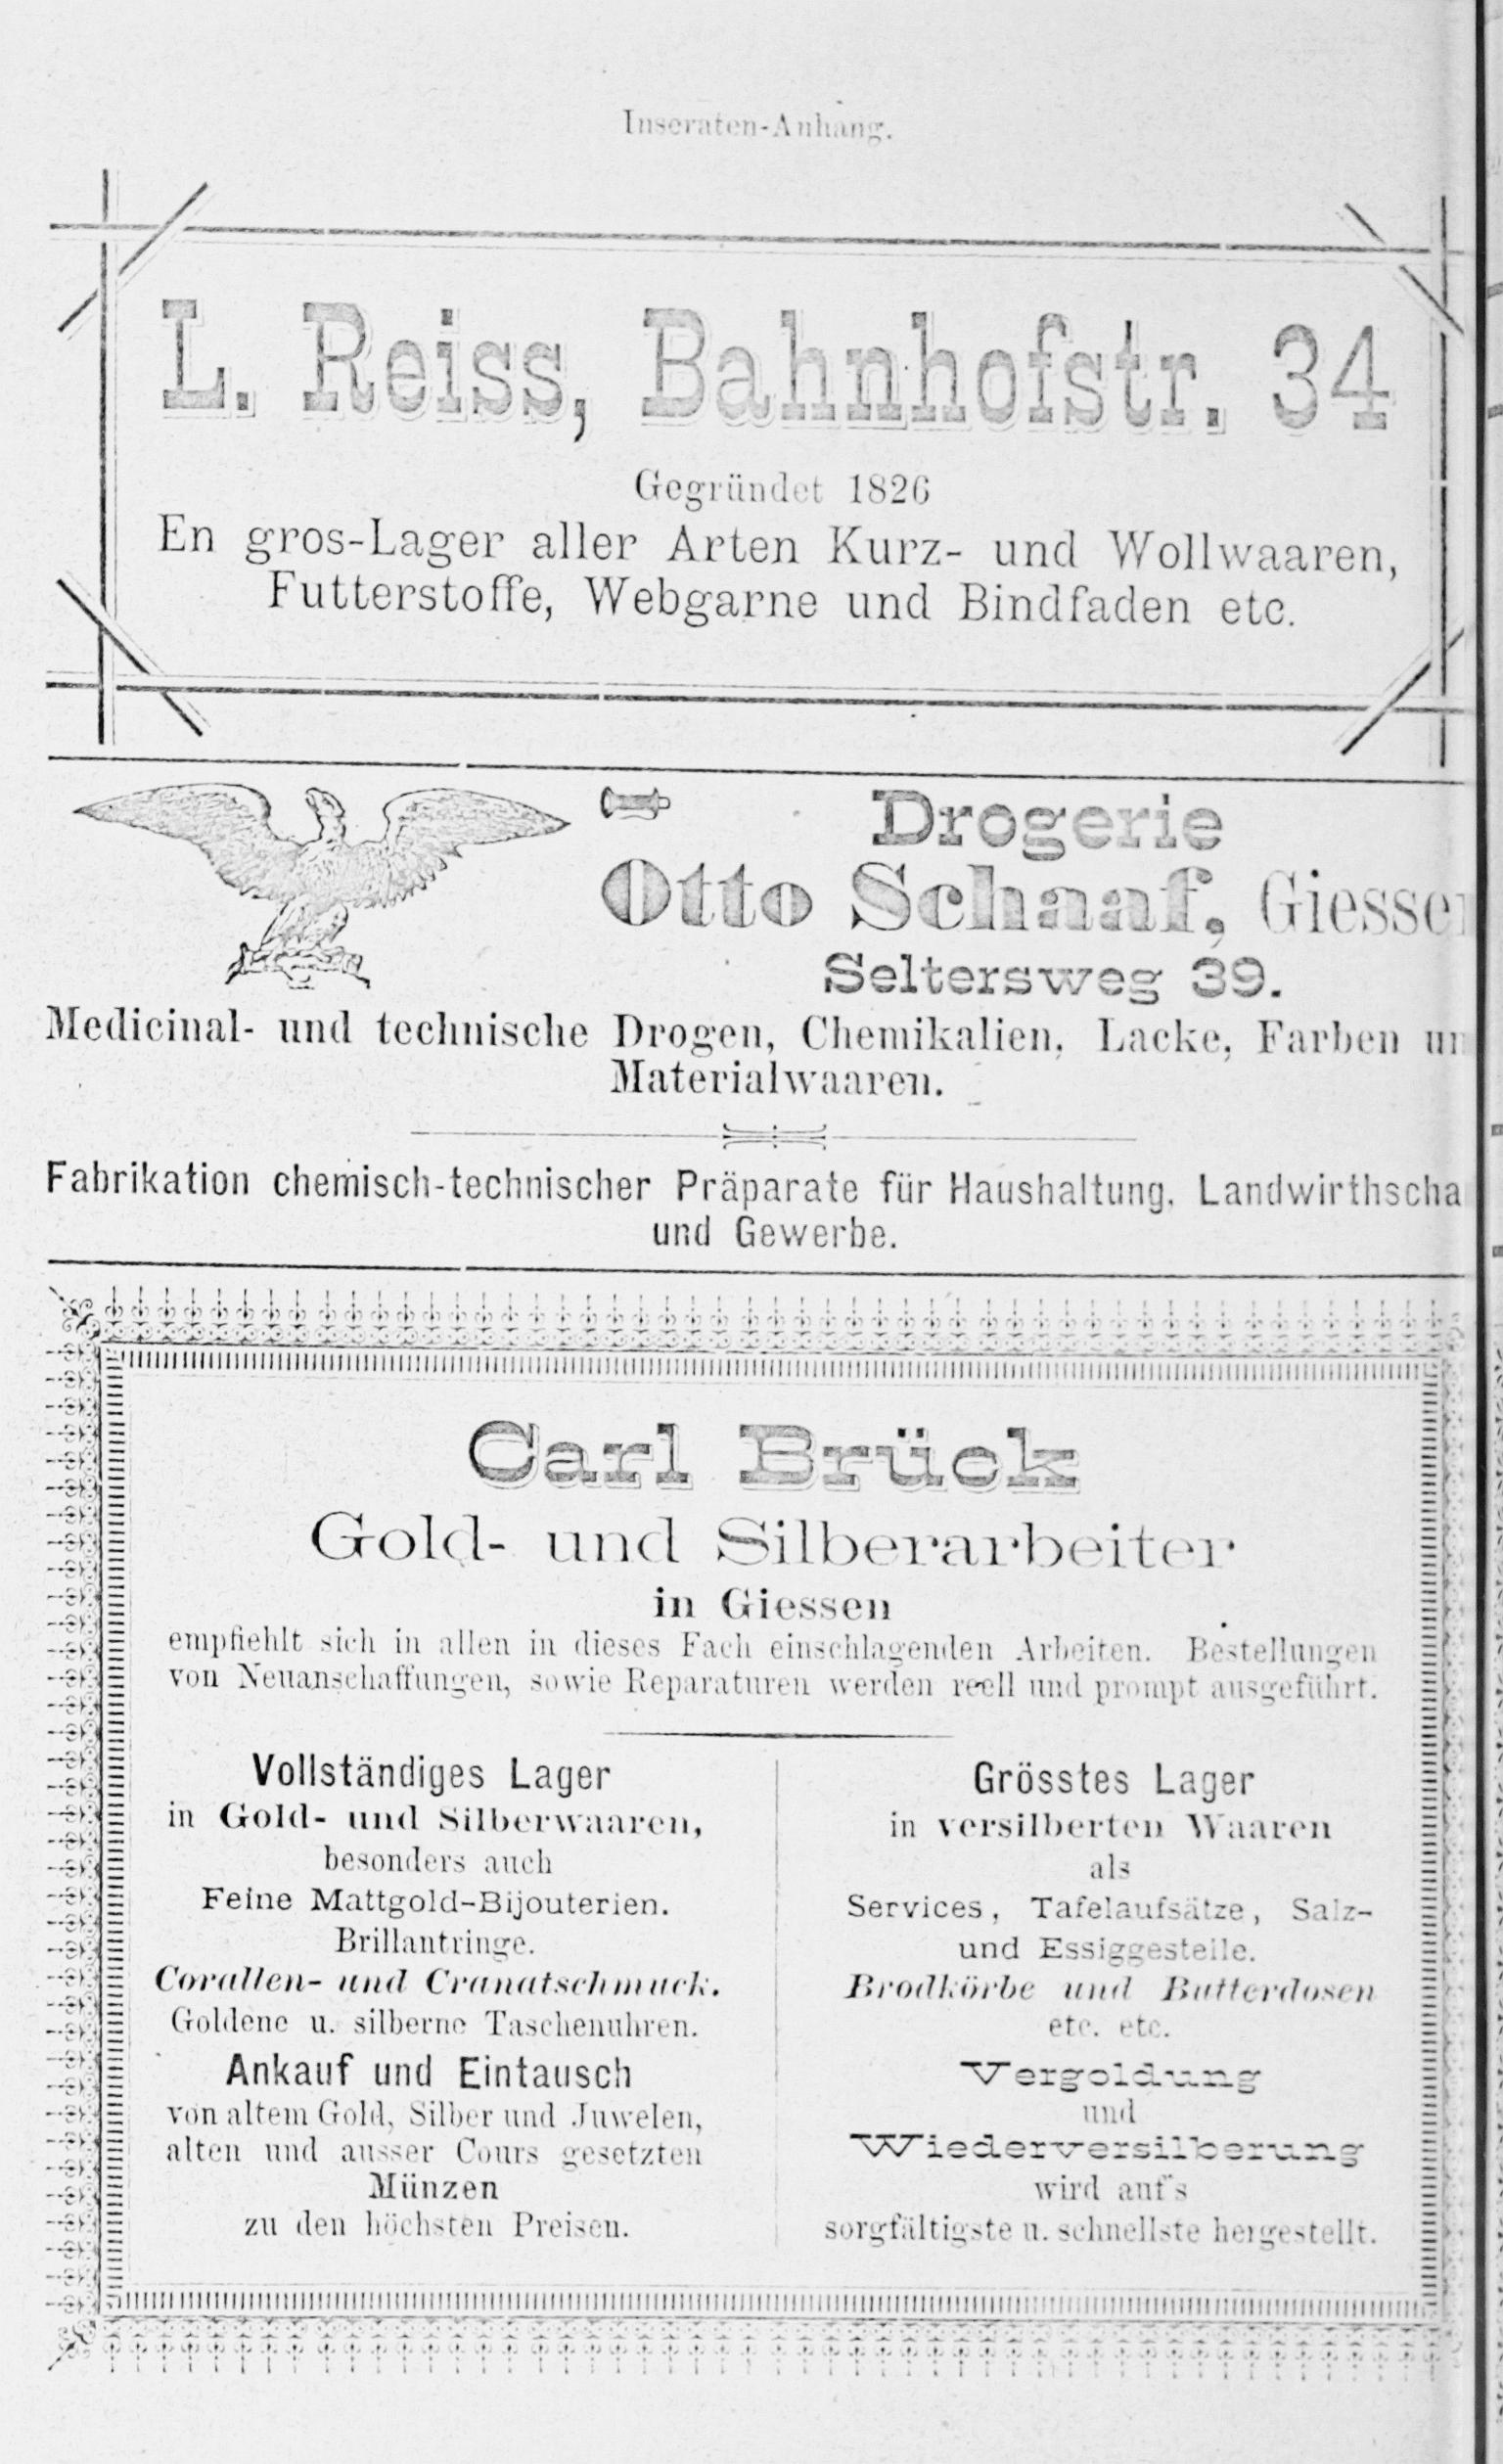 Inseraten-Anhang.
L. Reiss, Bahnhofstr. 34
Gegründet 1826
En gros-Lager aller Arten Kurz- und Wollwaaren,
Futterstoffe, Webgarne und Bindfaden etc.
Drogerie
Otto Schaaf, Giessen
Seltersweg 39.
Medicinal- und technische Drogen, Chemikalien, Lacke, Farben un
Materialwaaren.
Fabrikation chemisch-technischer Präparate für Haushaltung, Landwirthscha
und Gewerbe.
Carl Brück
Gold- und Silberarbeiter
in Giessen
empfiehlt sich in allen in dieses Fach einschlagenden Arbeiten. Bestellungen
von Neuanschaffungen, sowie Reparaturen werden reell und prompt ausgeführt.
Vollständiges Lager
in Gold- und Silberwaaren,
besonders auch
Feine Mattgold-Bijouterien.
Brillantringe.
Corallen- und Cranatschmuck.
Goldene u. silberne Taschenuhren.
Ankauf und Eintausch
von altem Gold, Silber und Juwelen,
alten und ausser Cours gesetzten
Münzen
zu den höchsten Preisen.
Grösstes Lager
in versilberten Waaren
als
Services, Tafelaufsätze, Salz-
und Essiggestelle.
Brodkörbe und Butterdosen
etc. etc.
Vergoldung
und
Wiederversilberung
wird auf's
sorgfältigste u. schnellste hergestellt.